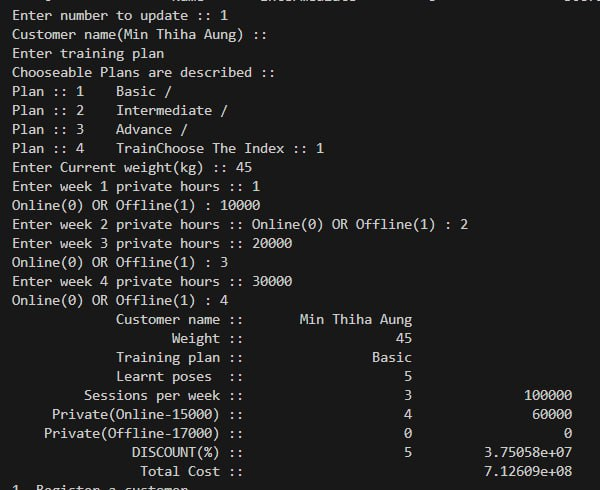 Enter number to update :: 1
Customer name(Min Thiha Aung) ::
Enter training plan
Chooseable Plans are described ::
Plan :: 1    Basic /
Plan :: 2    Intermediate /
Plan :: 3    Advance /
Plan :: 4    TrainChoose The Index :: 1
Enter Current weight(kg) :: 45
Enter week 1 private hours :: 1
Online(0) OR Offline(1) : 10000
Enter week 2 private hours :: Online(0) OR Offline(1) : 2
Enter week 3 private hours :: 20000
Online(0) OR Offline(1) : 3
Enter week 4 private hours :: 30000
Online(0) OR Offline(1) : 4
Customer name ::    Min Thiha Aung
Weight ::    45
Training plan ::    Basic
Learnt poses  ::    5
Sessions per week ::    3    100000
Private(Online-15000) ::    4    60000
Private(Offline-17000) ::    0    0
DISCOUNT(%) ::    5    3.75058e+07
Total Cost ::    7.12609e+08
1. Register a customer